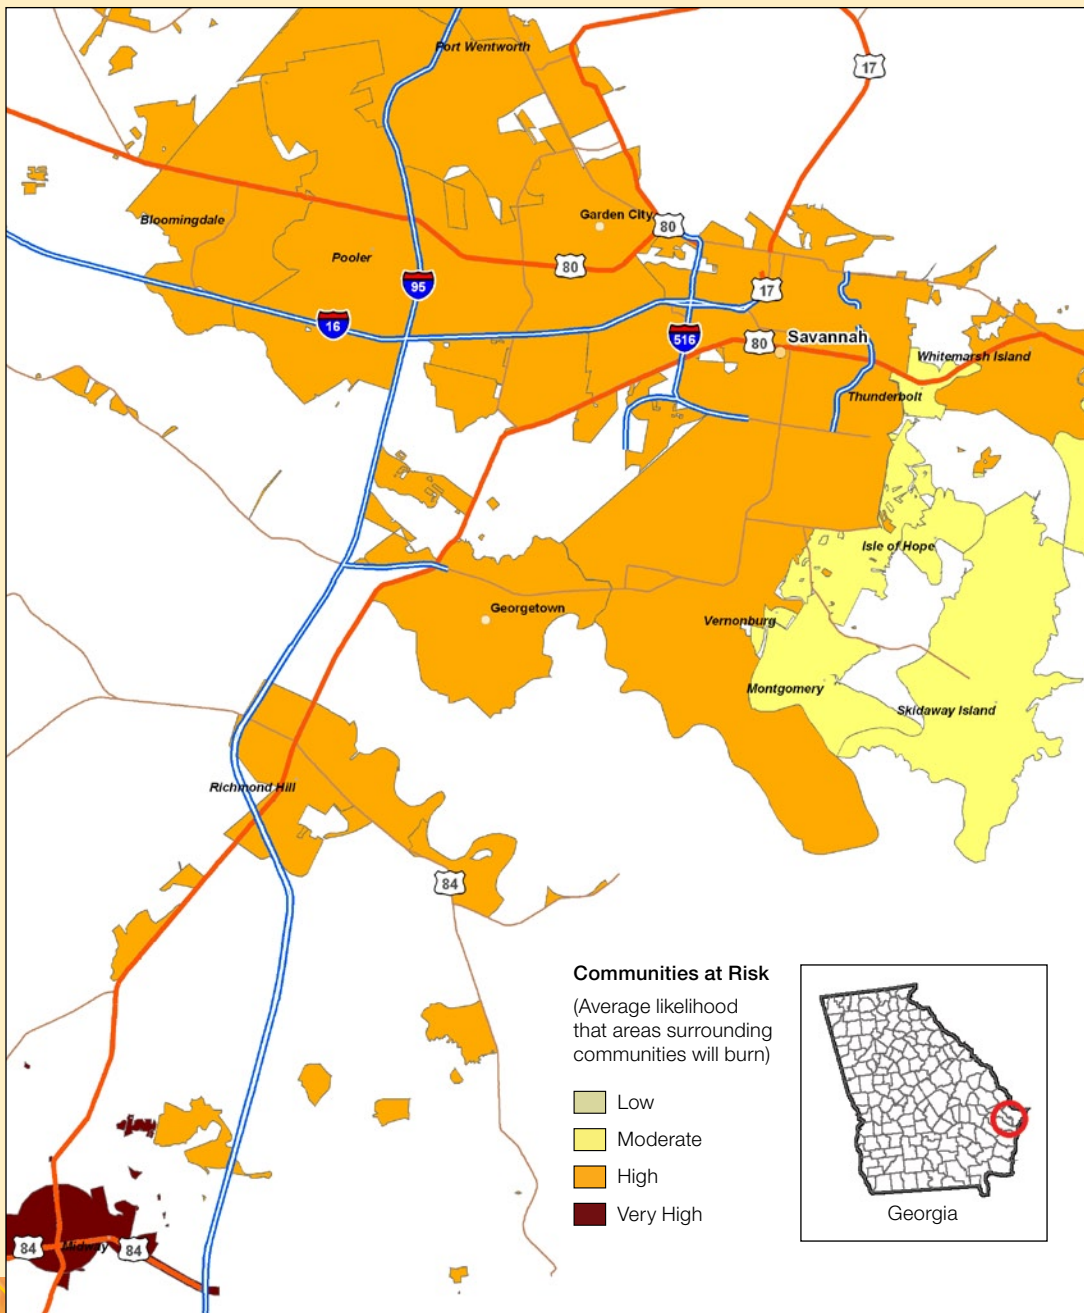 Port Wentworth
17
Garden City
80
Bloomingdale
Pooler
80
95
17
16
516
80
Savannah
Whitemarsh Island
Thunderbolt
Isle of Hope
Georgetown
Vernonburg
Montgomery
Skidaway Island
Richmond Hill
84
Communities at Risk
(Average likelihood
that areas surrounding
communities will burn)
Low
Moderate
High
Very High
Georgia
84
Midway
84